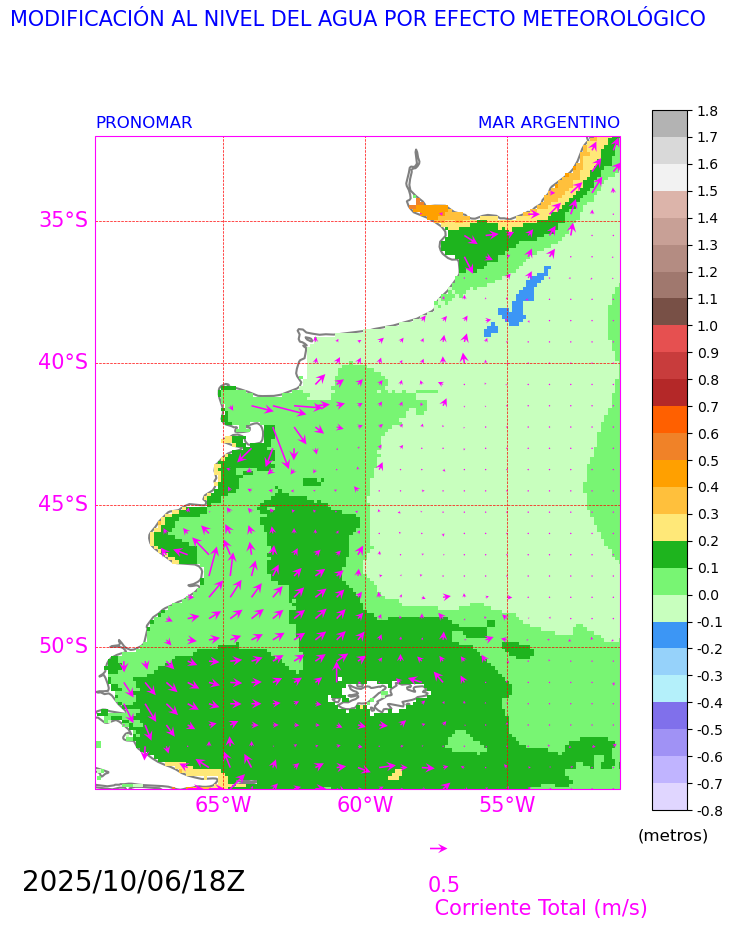 MODIFICACIÓN AL NIVEL DEL AGUA POR EFECTO METEOROLÓGICO
PRONOMAR
MAR ARGENTINO
35°S
40°S
45°S
50°S
65°W
60°W
55°W
1.8
1.7
1.6
1.5
1.4
1.3
1.2
1.1
1.0
0.9
0.8
0.7
0.6
0.5
0.4
0.3
0.2
0.1
0.0
-0.1
-0.2
-0.3
-0.4
-0.5
-0.6
-0.7
-0.8
(metros)
2025/10/06/18Z
0.5
Corriente Total (m/s)